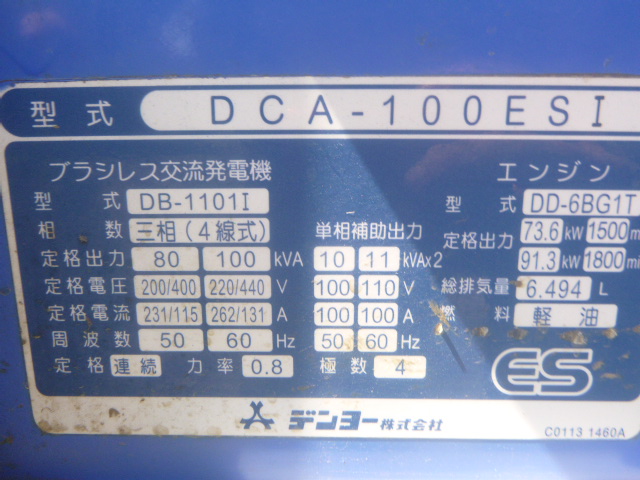 型式 DCA-100ESI
ブラシレス交流発電機 エンジン
型式 DB-1101I 型式 DD-6BG1T
相数 三相(4線式) 単相補助出力 定格出力 73.6 kW 1500
定格出力 80 100 kVA 10 11 kVA×2 91.3 kW 1800
定格電圧 200/400 220/440 V 100 110 V 総排気量 6.494 L
定格電流 231/115 262/131 A 100 100 A 燃料 軽油
周波数 50 60 Hz 50 60 Hz
定格 連続 力率 0.8 極数 4 ES
デンヨー株式会社
C0113 1460A